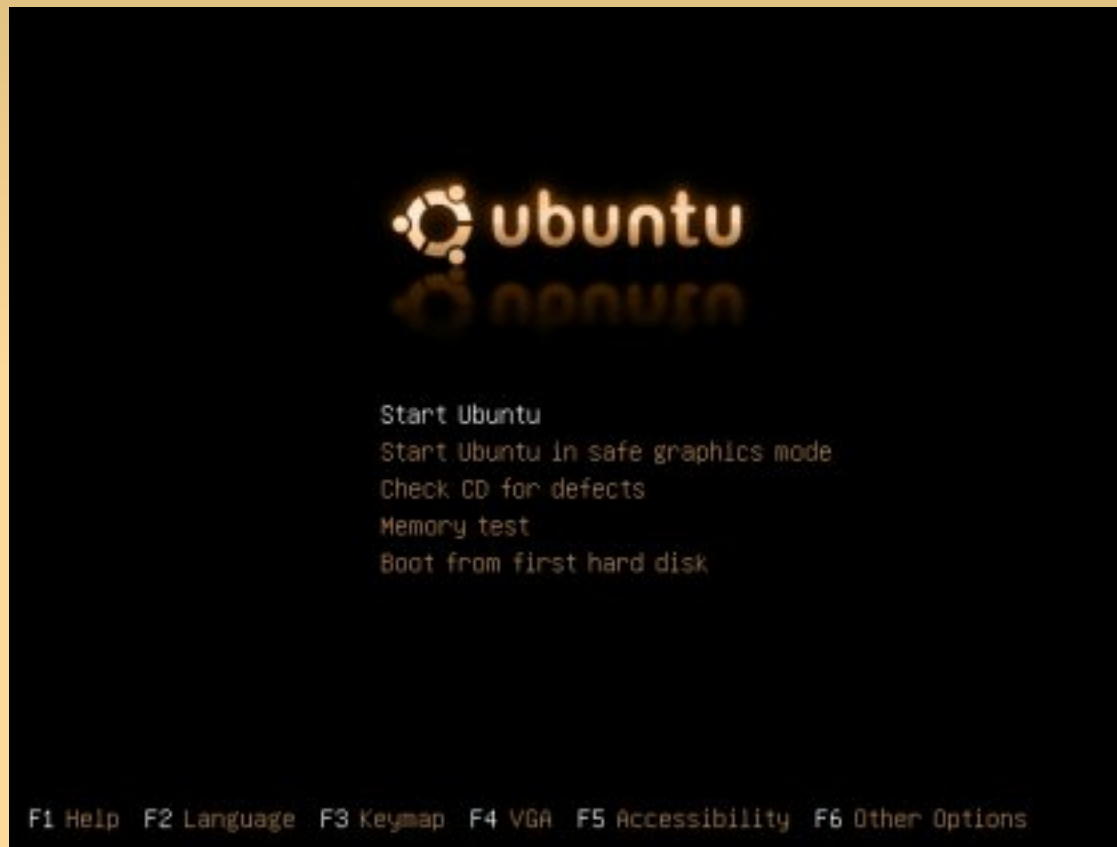 ubuntu
Start Ubuntu
Start Ubuntu in safe graphics mode
Check CD for defects
Memory test
Boot from first hard disk
F1 Help F2 Language F3 Keymap F4 VGA F5 Accessibility F6 Other Options